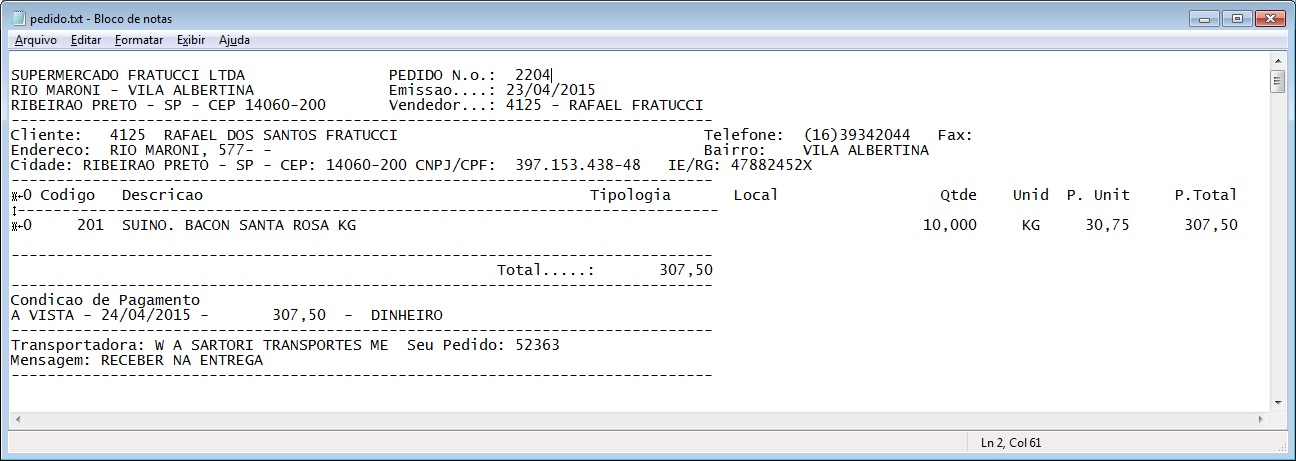 pedido.txt - Bloco de notas
Arquivo Editar Formatar Exibir Ajuda
SUPERMERCADO FRATUCCI LTDA PEDIDO N.o.: 2204
RIO MARONI - VILA ALBERTINA Emissao....: 23/04/2015
RIBEIRAO PRETO - SP - CEP 14060-200 Vendedor...: 4125 - RAFAEL FRATUCCI
------------------------------------------------------------------------------
Cliente: 4125 RAFAEL DOS SANTOS FRATUCCI Telefone: (16)39342044 Fax:
Endereco: RIO MARONI, 577- - Bairro: VILA ALBERTINA
Cidade: RIBEIRAO PRETO - SP - CEP: 14060-200 CNPJ/CPF: 397.153.438-48 IE/RG: 47882452X
------------------------------------------------------------------------------
O Codigo Descricao Tipologia Local Qtde Unid P. Unit P.Total
------------------------------------------------------------------------------
O 201 SUINO. BACON SANTA ROSA KG 10,000 KG 30,75 307,50
------------------------------------------------------------------------------
Total.....: 307,50
------------------------------------------------------------------------------
Condicao de Pagamento
A VISTA - 24/04/2015 - 307,50 - DINHEIRO
------------------------------------------------------------------------------
Transportadora: W A SARTORI TRANSPORTES ME Seu Pedido: 52363
Mensagem: RECEBER NA ENTREGA
------------------------------------------------------------------------------
Ln 2, Col 61